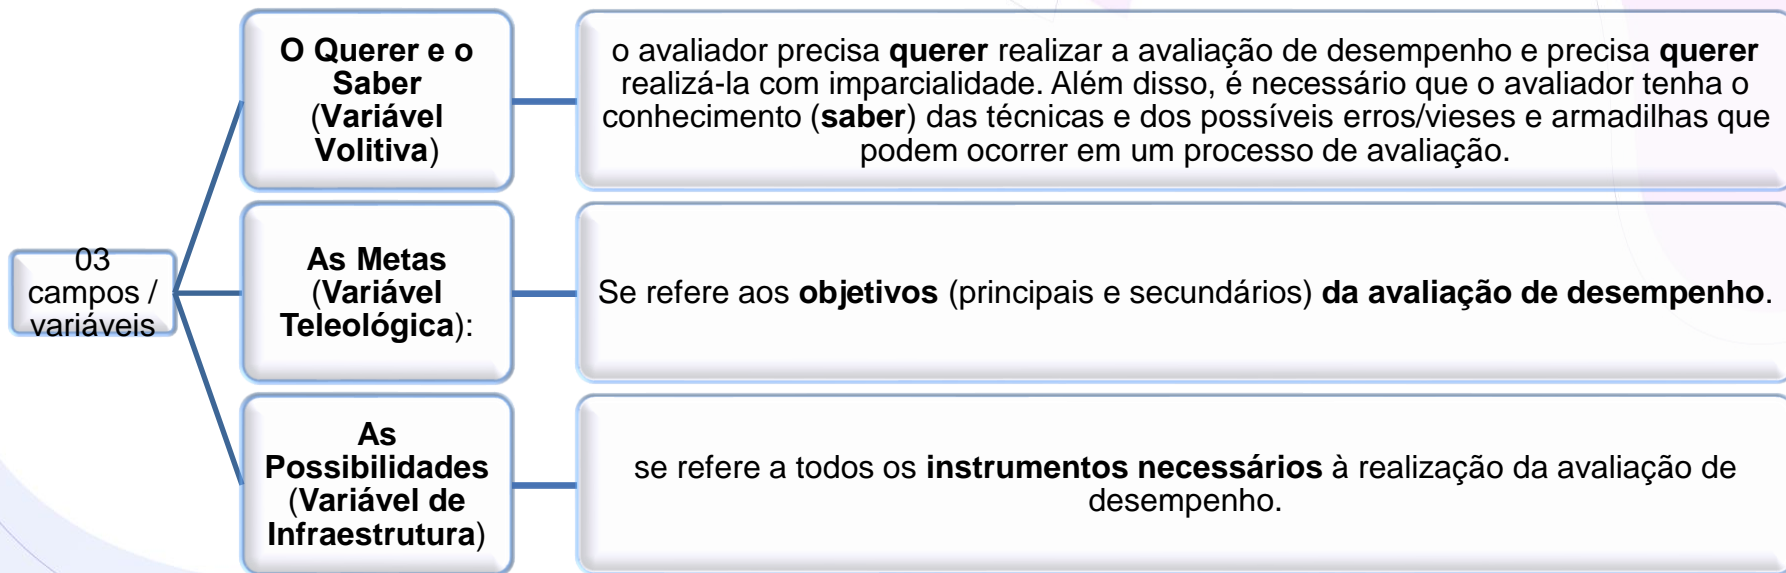 03
campos /
variáveis
O Querer e o
Saber
(Variável
Volitiva)
o avaliador precisa querer realizar a avaliação de desempenho e precisa querer
realizá-la com imparcialidade. Além disso, é necessário que o avaliador tenha o
conhecimento (saber) das técnicas e dos possíveis erros/vieses e armadilhas que
podem ocorrer em um processo de avaliação.
As Metas
(Variável
Teleológica):
Se refere aos objetivos (principais e secundários) da avaliação de desempenho.
As
Possibilidades
(Variável de
Infraestrutura)
se refere a todos os instrumentos necessários à realização da avaliação de
desempenho.